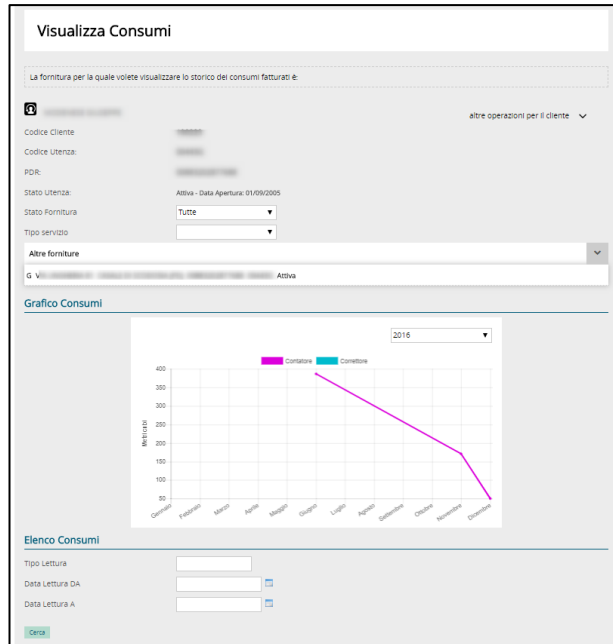 Visualizza Consumi
La fornitura per la quale volete visualizzare lo storico dei consumi fatturati è:
altre operazioni per il cliente
Codice Cliente
Codice Utenza:
PDR:
Stato Utenza: Attiva - Data Apertura: 01/09/2005
Stato Fornitura Tutte
Tipo servizio
Altre forniture
G Attiva
Grafico Consumi
2016
Contatore Correttore
Metricubi
400
350
300
250
200
150
100
50
Gennaio Febbraio Marzo Aprile Maggio Giugno Luglio Agosto Settembre Ottobre Novembre Dicembre
Elenco Consumi
Tipo Lettura
Data Lettura DA
Data Lettura A
Cerca